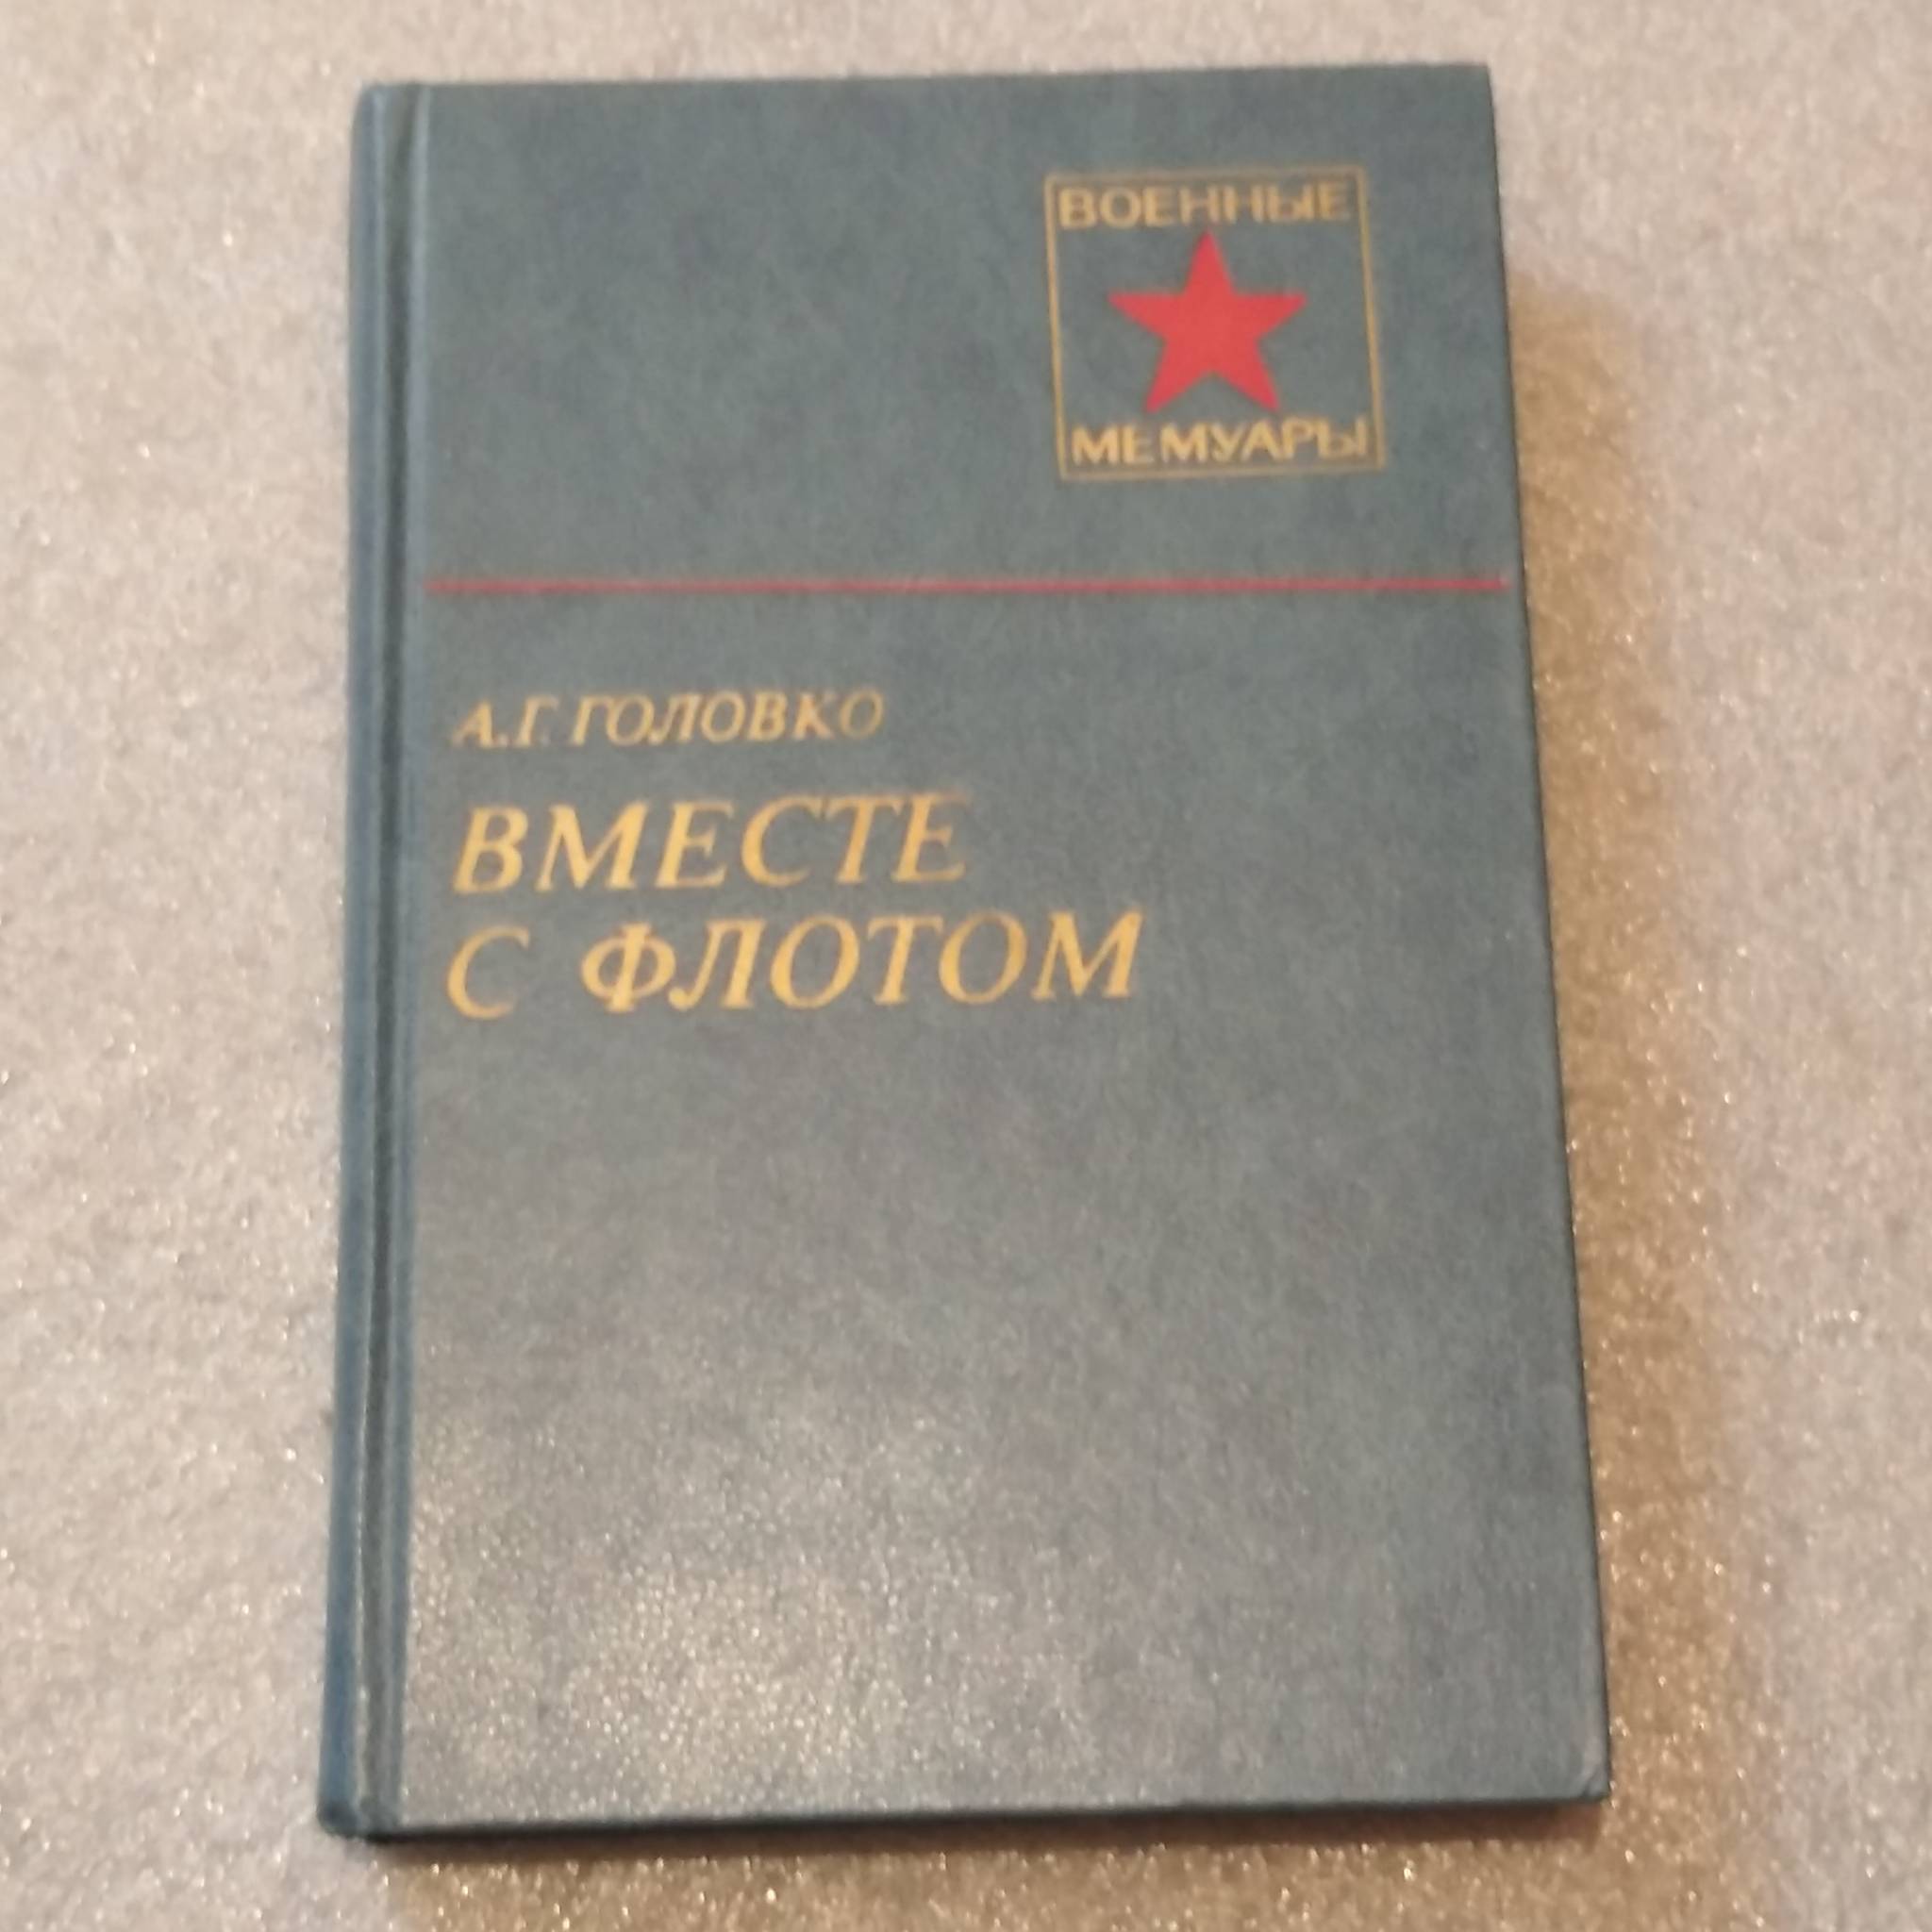 ВОЕННЫЕ
МЕМУАРЫ
А.Г. ГОЛОВКО
ВМЕСТЕ
С ФЛОТОМ